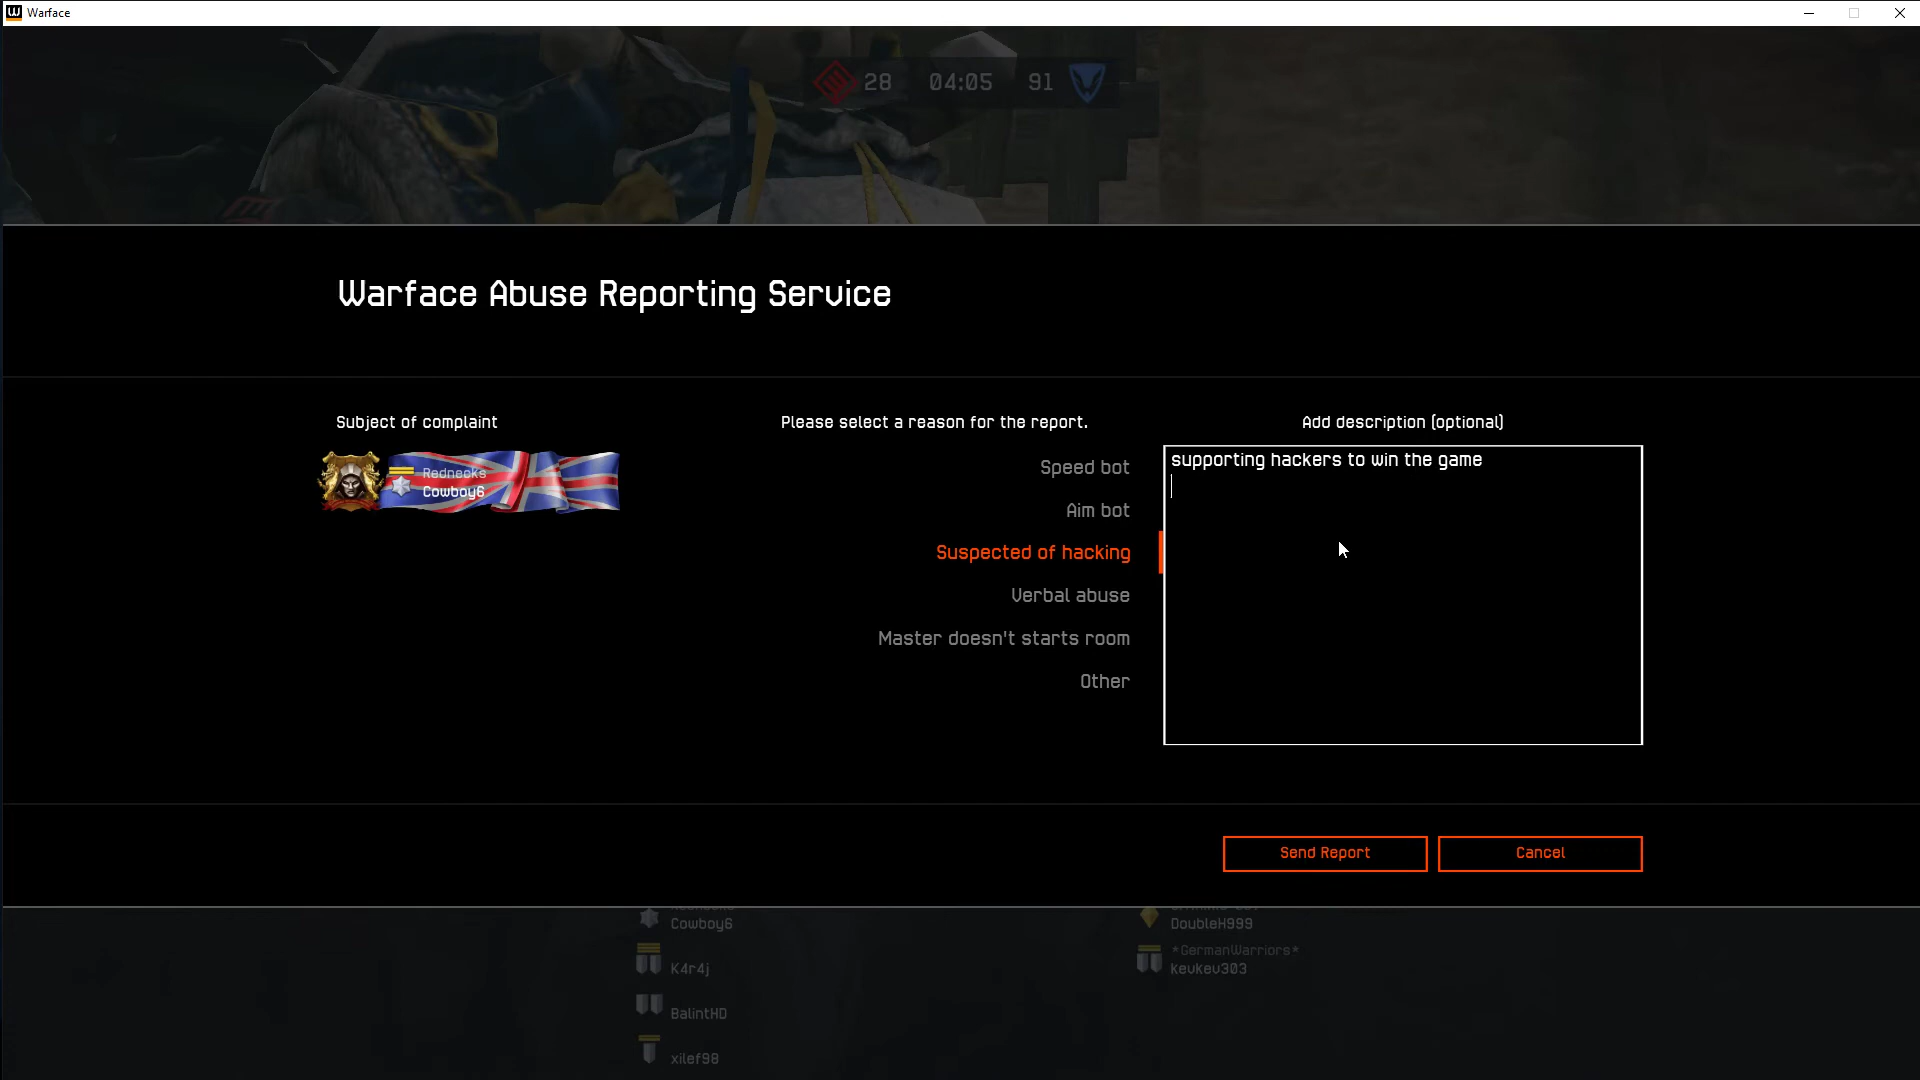 Warface
28 04:05 91
Warface Abuse Reporting Service
Subject of complaint
Please select a reason for the report.
Add description (optional)
Rednecks
Cowboy6
Speed bot
Aim bot
Suspected of hacking
Verbal abuse
Master doesn't starts room
Other
supporting hackers to win the game
Send Report
Cancel
Cowboy6
K4r4j
BalintHD
xilef98
DoubleH999
*GermanWarriors*
kevkev303